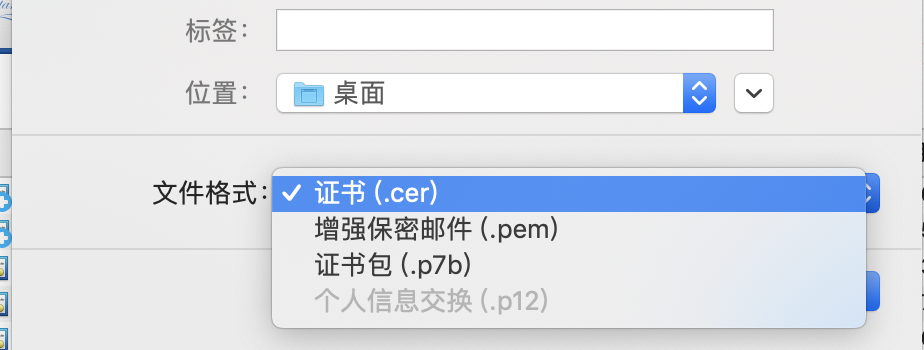 标签：
位置： 桌面
文件格式： 证书 (.cer)
增强保密邮件 (.pem)
证书包 (.p7b)
个人信息交换 (.p12)